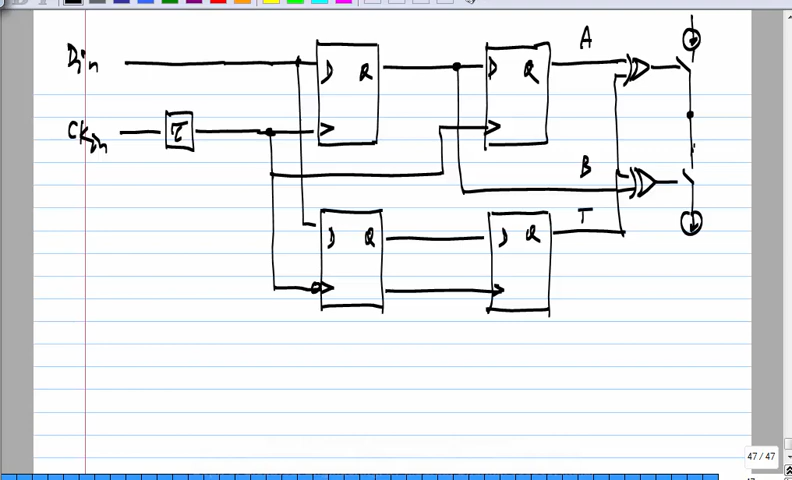 A
Din D Q D Q
Ckin τ
B
T
D Q D Q
47 / 47